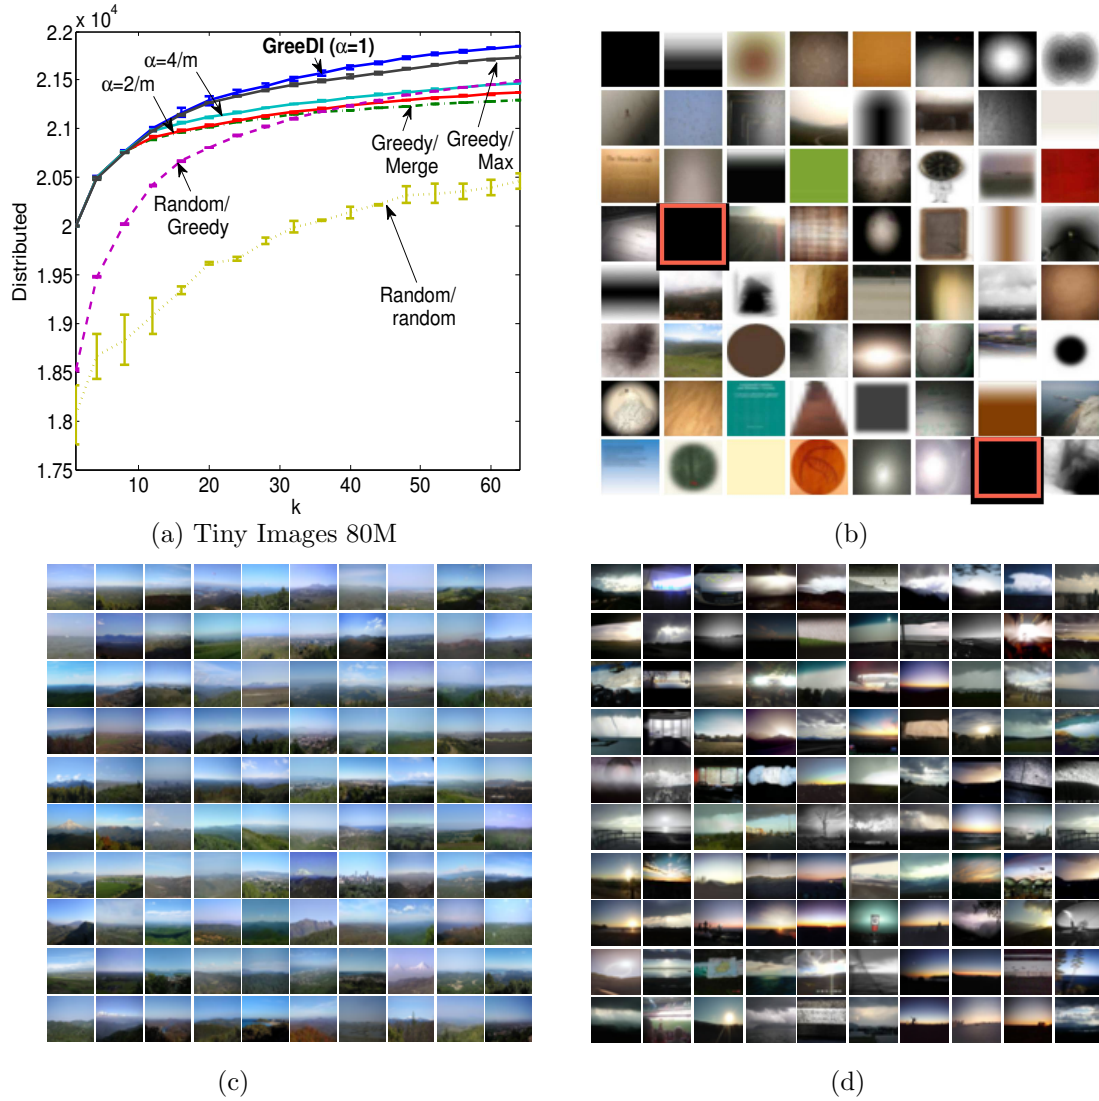 x 10^4
2.2
2.15
2.1
2.05
2
1.95
1.9
1.85
1.8
1.75
Distributed
GreeDI (α=1)
α=4/m
α=2/m
Random/
Greedy
Greedy/
Merge
Greedy/
Max
Random/
random
10 20 30 40 50 60
k
(a) Tiny Images 80M
(b)
(c)
(d)